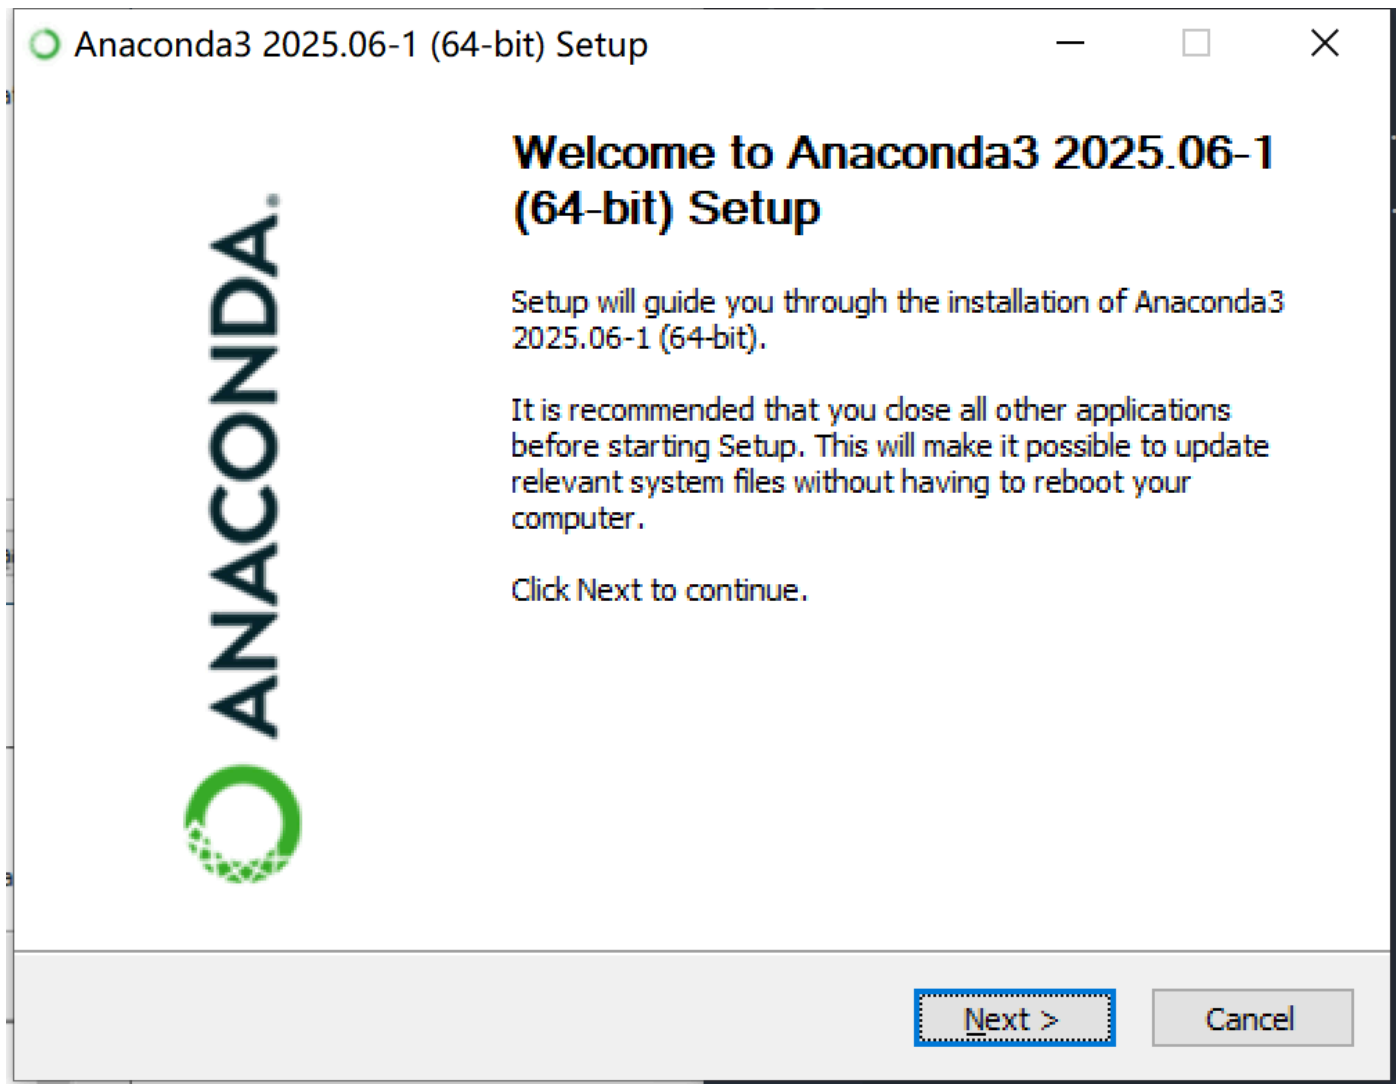 Anaconda3 2025.06-1 (64-bit) Setup
ANACONDA.
Welcome to Anaconda3 2025.06-1
(64-bit) Setup
Setup will guide you through the installation of Anaconda3
2025.06-1 (64-bit).
It is recommended that you close all other applications
before starting Setup. This will make it possible to update
relevant system files without having to reboot your
computer.
Click Next to continue.
Next >
Cancel